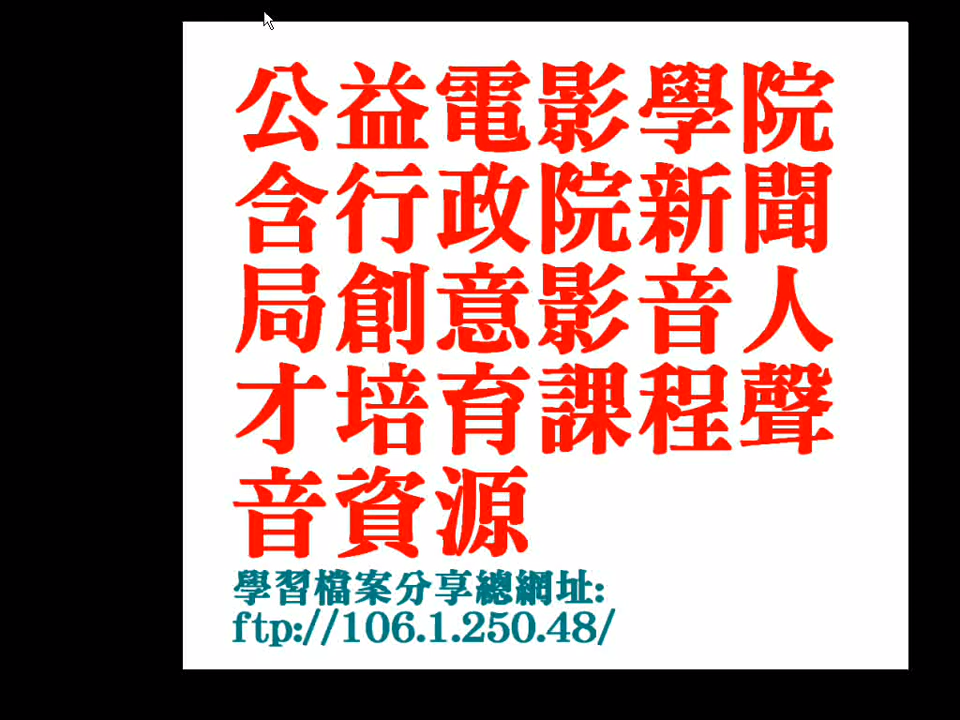 公益電影學院
含行政院新聞
局創意影音人
才培育課程聲
音資源
學習檔案分享總網址:
ftp://106.1.250.48/